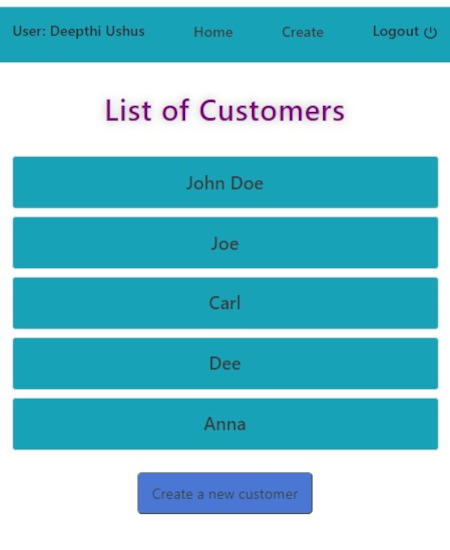 User: Deepthi Ushus Home Create Logout
List of Customers
John Doe
Joe
Carl
Dee
Anna
Create a new customer